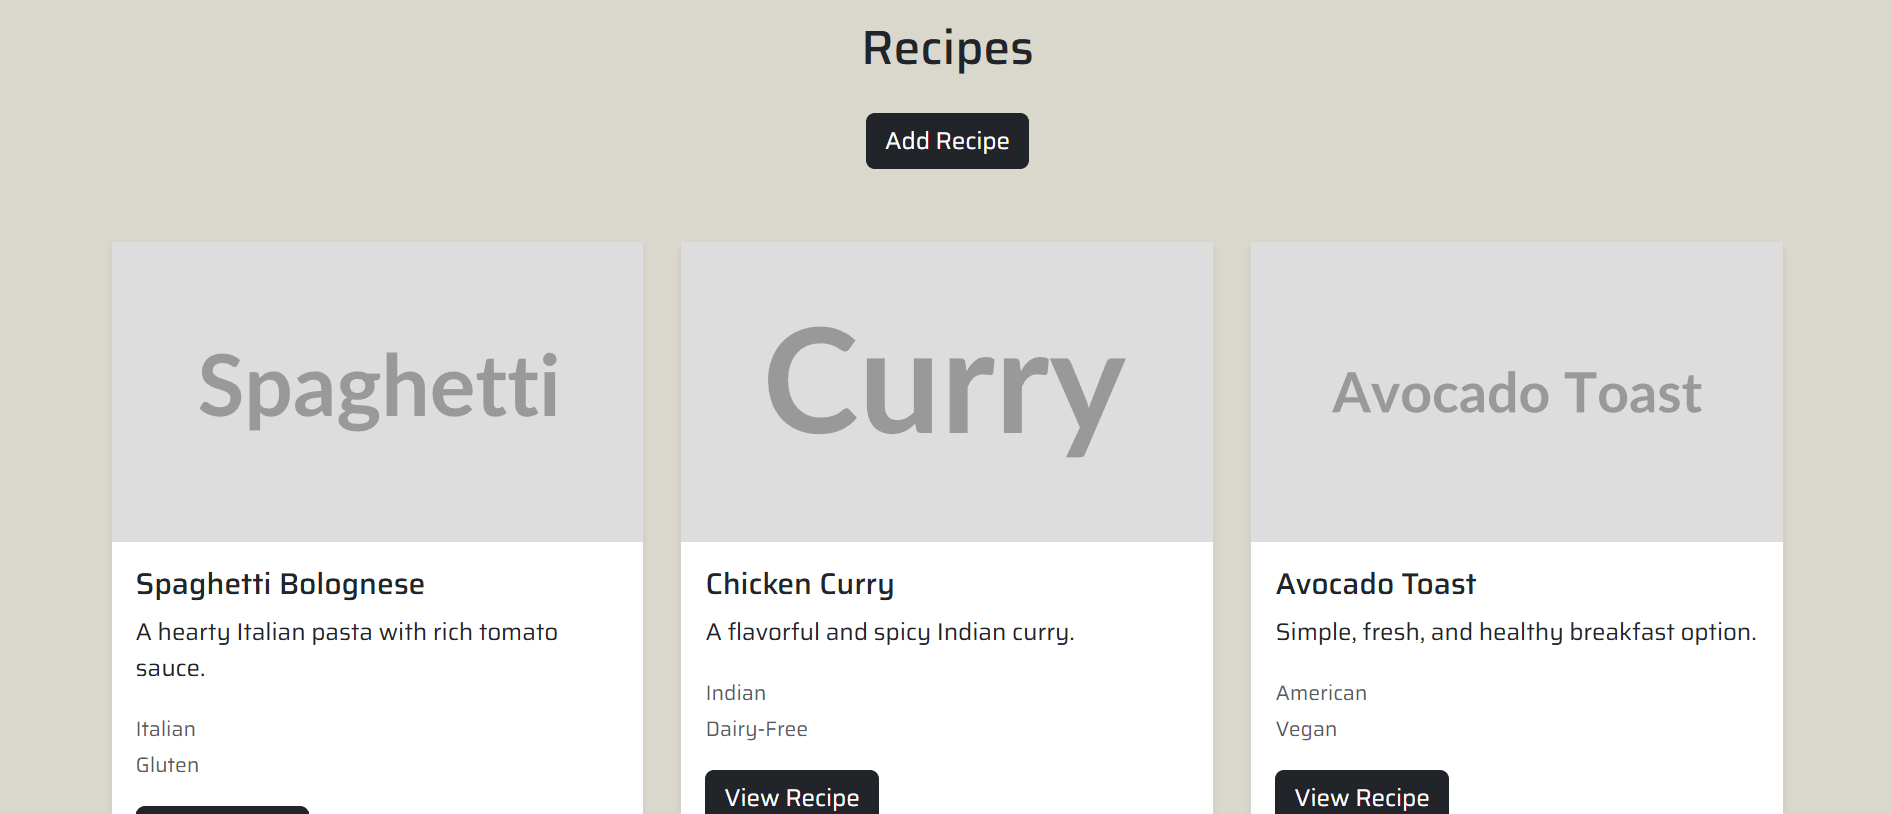 Recipes
Add Recipe
Spaghetti
Curry
Avocado Toast
Spaghetti Bolognese
A hearty Italian pasta with rich tomato
sauce.
Italian
Gluten
Chicken Curry
A flavorful and spicy Indian curry.
Indian
Dairy-Free
View Recipe
Avocado Toast
Simple, fresh, and healthy breakfast option.
American
Vegan
View Recipe